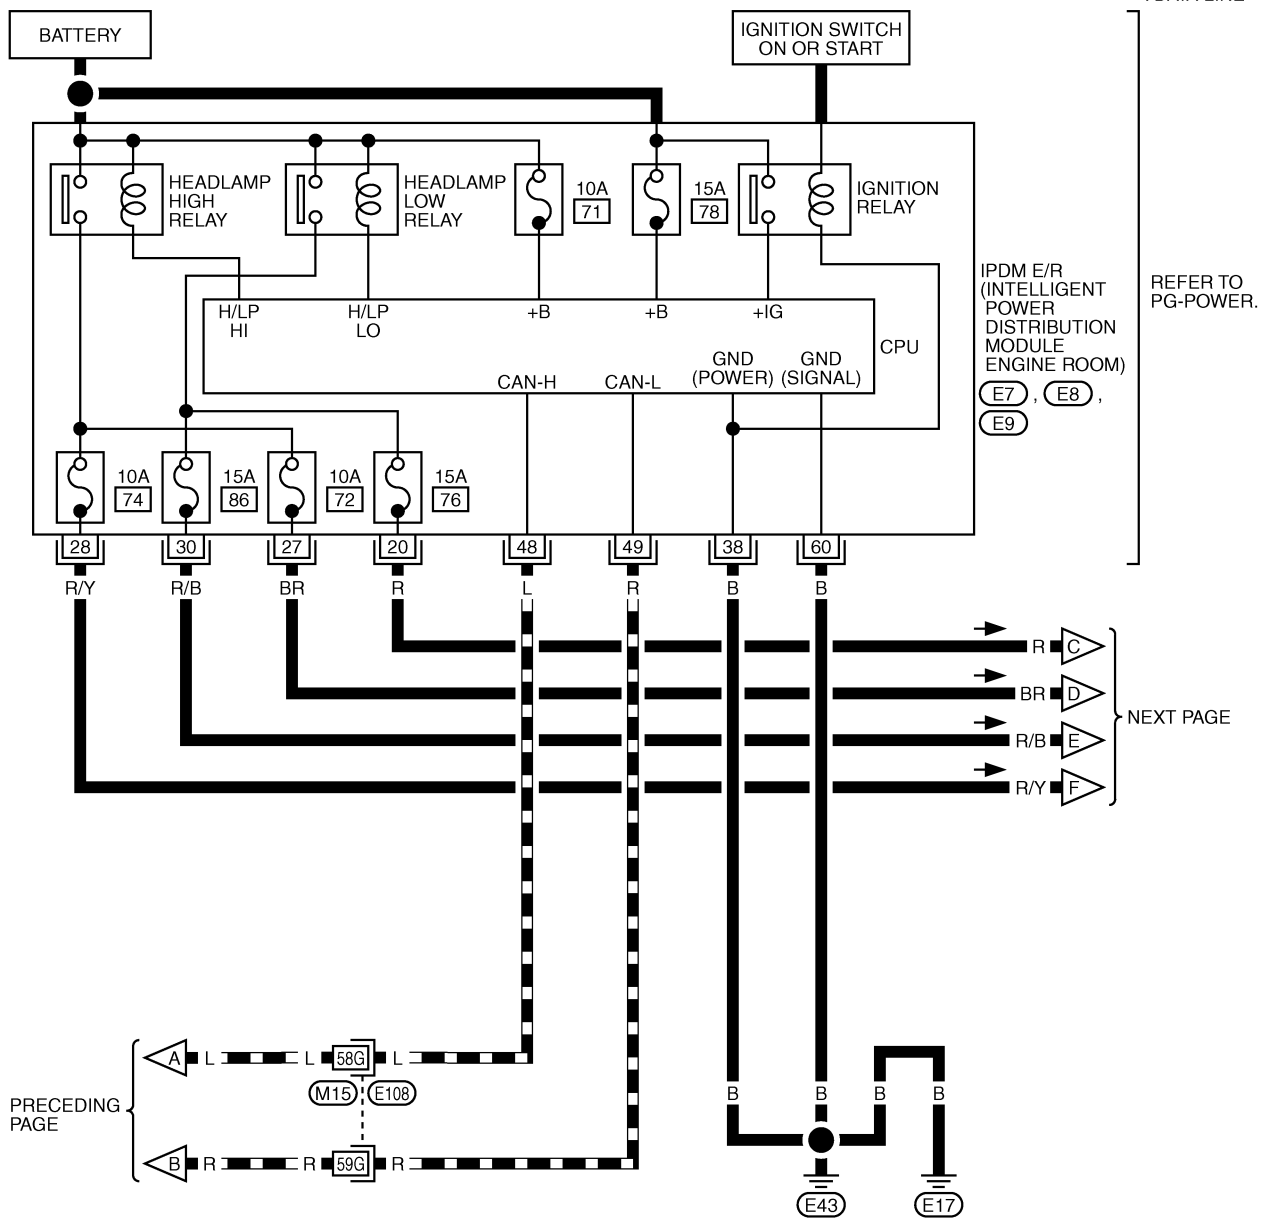 BATTERY
IGNITION SWITCH
ON OR START
HEADLAMP
HIGH
RELAY
HEADLAMP
LOW
RELAY
10A
71
15A
78
IGNITION
RELAY
IPDM E/R
(INTELLIGENT
POWER
DISTRIBUTION
MODULE
ENGINE ROOM)
E7 , E8 ,
E9
REFER TO
PG-POWER.
H/LP
HI
H/LP
LO
+B
+B
+IG
CPU
GND
(POWER)
GND
(SIGNAL)
CAN-H
CAN-L
10A
74
15A
86
10A
72
15A
76
28 30 27 20 48 49 38 60
R/Y R/B BR R L R B B
R C
BR D
R/B E
R/Y F
NEXT PAGE
PRECEDING
PAGE
A L L 58G L
M15 E108
B R R 59G R
B B B B
E43 E17